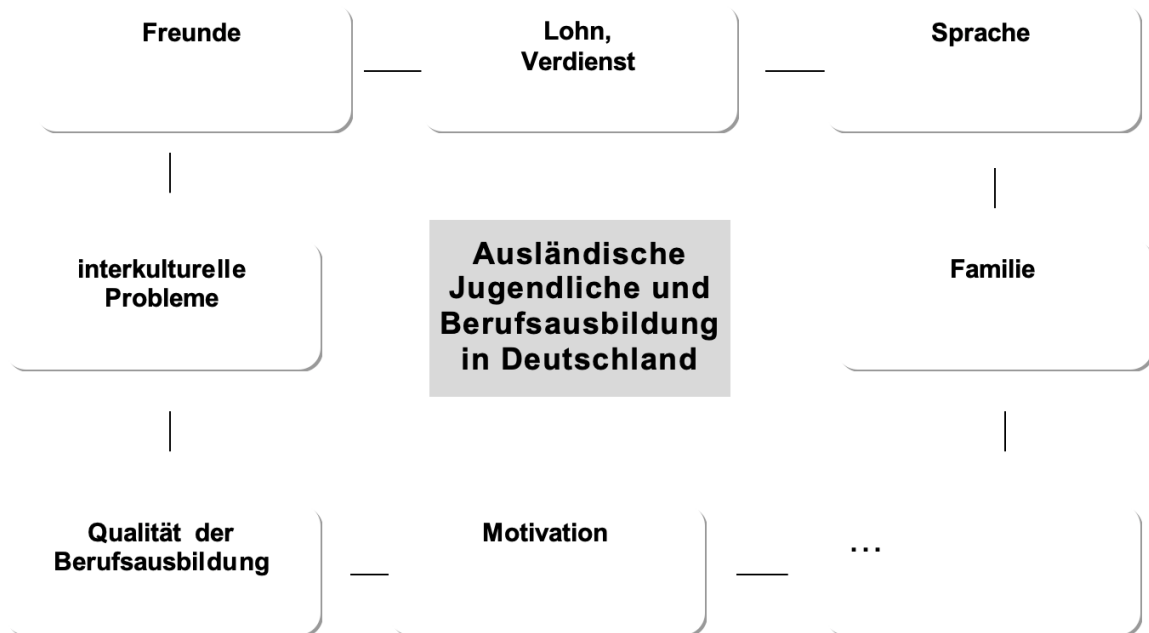 Freunde
Lohn,
Verdienst
Sprache
interkulturelle
Probleme
Ausländische
Jugendliche und
Berufsausbildung
in Deutschland
Familie
Qualität der
Berufsausbildung
Motivation
...